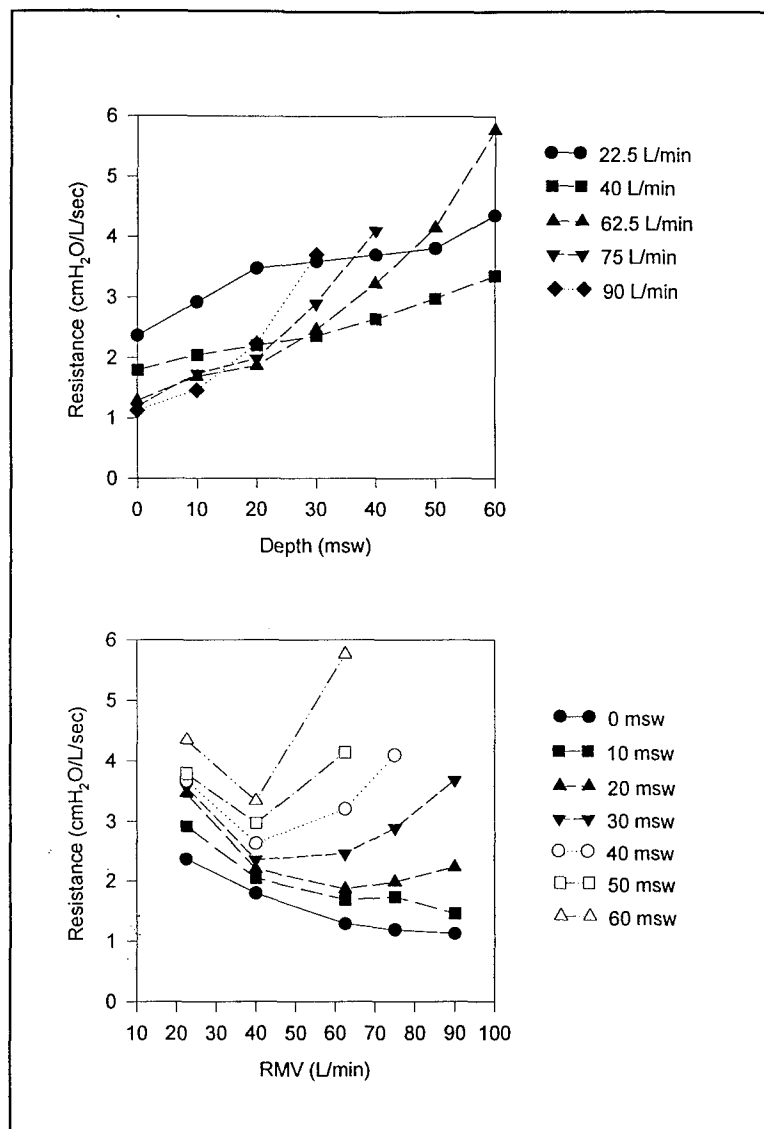 6
5
4
3
2
1
0
Resistance (cmH₂O/L/sec)
0 10 20 30 40 50 60
Depth (msw)
22.5 L/min
40 L/min
62.5 L/min
75 L/min
90 L/min
6
5
4
3
2
1
0
Resistance (cmH₂O/L/sec)
10 20 30 40 50 60 70 80 90 100
RMV (L/min)
0 msw
10 msw
20 msw
30 msw
40 msw
50 msw
60 msw